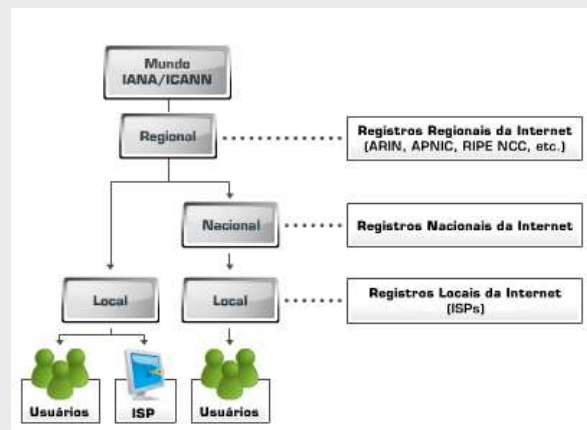 Mundo
IANA/ICANN
Regional
Registros Regionais da Internet
(ARIN, APNIC, RIPE NCC, etc.)
Nacional
Registros Nacionais da Internet
Local
Local
Registros Locais da Internet
(ISPs)
Usuários
ISP
Usuários